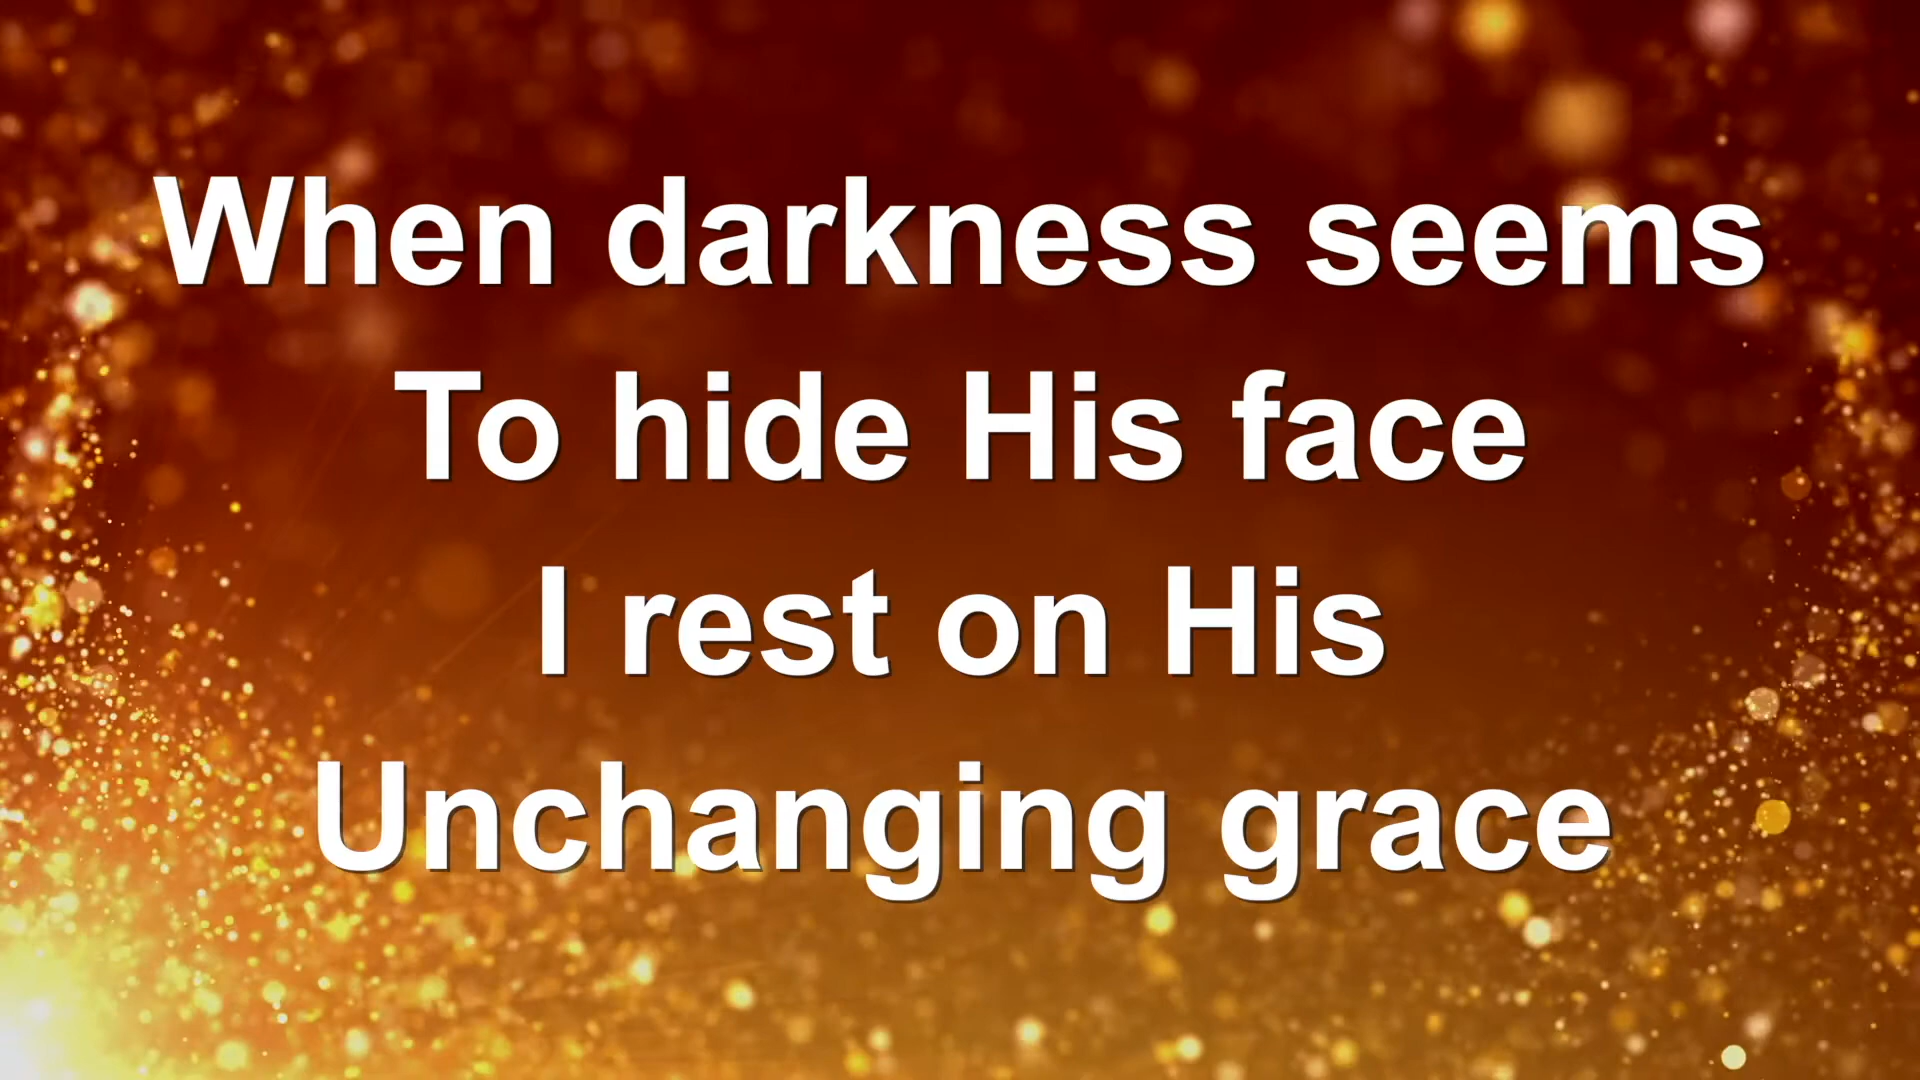 When darkness seems
To hide His face
I rest on His
Unchanging grace